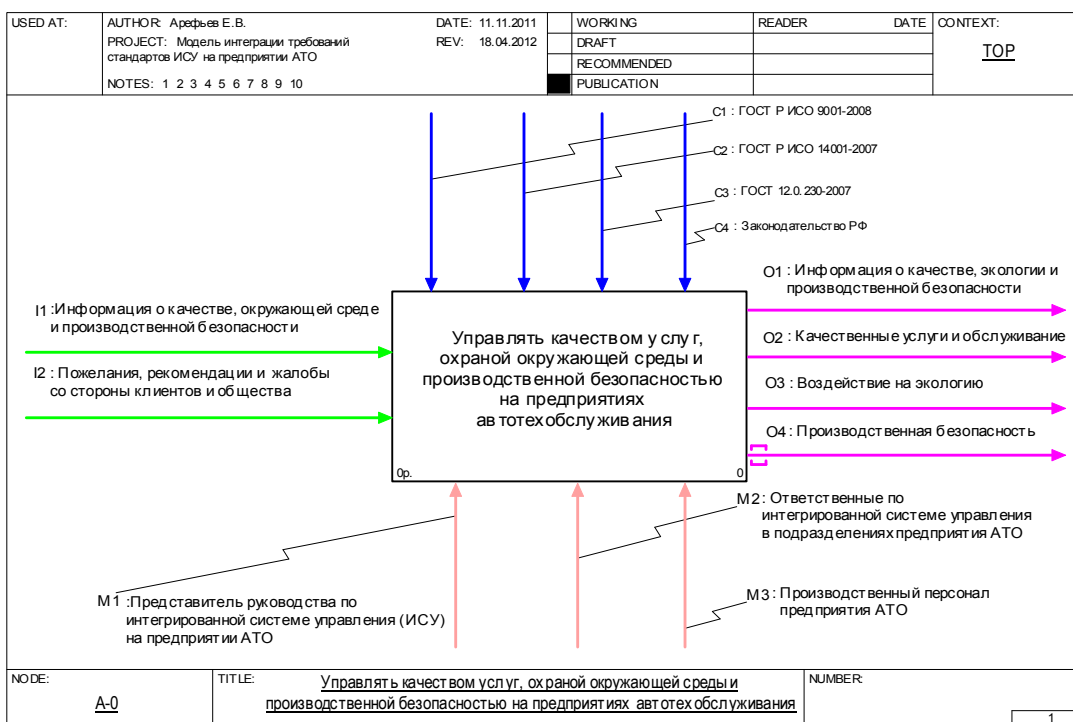 USED AT:
AUTHOR: Арефьев Е.В.
DATE: 11.11.2011
WORKING
READER
DATE
CONTEXT:
PROJECT: Модель интеграции требований
стандартов ИСУ на предприятии АТО
REV: 18.04.2012
DRAFT
TOP
RECOMMENDED
NOTES: 1 2 3 4 5 6 7 8 9 10
PUBLICATION
C1 : ГОСТ Р ИСО 9001-2008
C2 : ГОСТ Р ИСО 14001-2007
C3 : ГОСТ 12.0.230-2007
C4 : Законодательство РФ
I1 :Информация о качестве, окружающей среде
и производственной безопасности
I2 : Пожелания, рекомендации и жалобы
со стороны клиентов и общества
Управлять качеством услуг,
охраной окружающей среды и
производственной безопасностью
на предприятиях
автотехобслуживания
0р.
0
O1 : Информация о качестве, экологии и
производственной безопасности
O2 : Качественные услуги и обслуживание
O3 : Воздействие на экологию
O4 : Производственная безопасность
M2 : Ответственные по
интегрированной системе управления
в подразделениях предприятия АТО
M1 :Представитель руководства по
интегрированной системе управления (ИСУ)
на предприятии АТО
M3 : Производственный персонал
предприятия АТО
NODE:
A-0
TITLE:
Управлять качеством услуг, охраной окружающей среды и
производственной безопасностью на предприятиях автотехобслуживания
NUMBER:
1